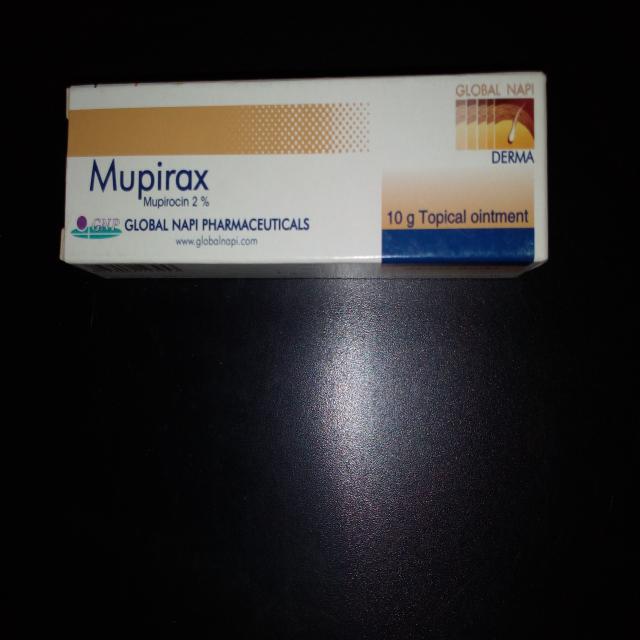 GLOBAL NAPI
DERMA
Mupirax
Mupirocin 2 %
GNP GLOBAL NAPI PHARMACEUTICALS
www.globalnapi.com
10 g Topical ointment